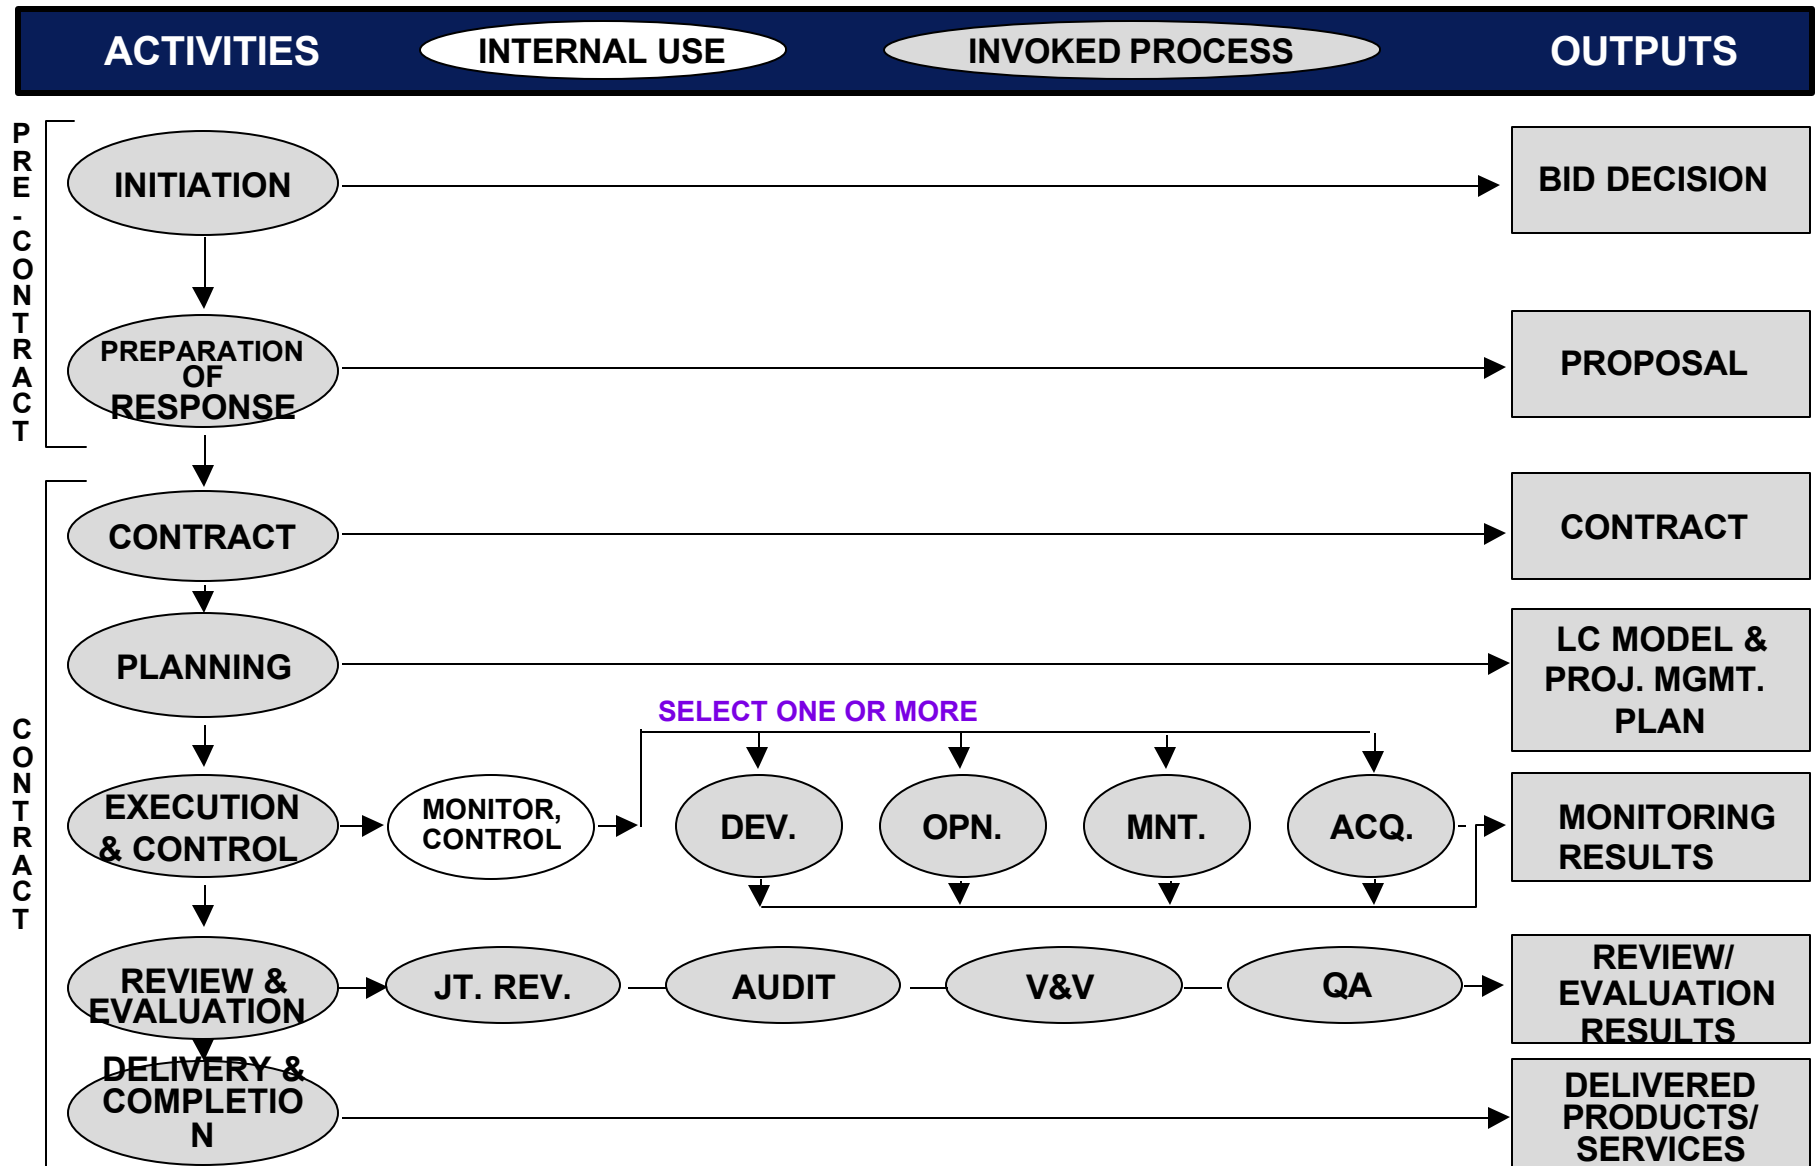 ACTIVITIES
INTERNAL USE
INVOKED PROCESS
OUTPUTS
PRE-CONTRACT
INITIATION
BID DECISION
PREPARATION
OF
RESPONSE
PROPOSAL
CONTRACT
CONTRACT
CONTRACT
PLANNING
LC MODEL &
PROJ. MGMT.
PLAN
SELECT ONE OR MORE
EXECUTION
& CONTROL
MONITOR,
CONTROL
DEV.
OPN.
MNT.
ACQ.
MONITORING
RESULTS
REVIEW &
EVALUATION
JT. REV.
AUDIT
V&V
QA
REVIEW/
EVALUATION
RESULTS
DELIVERY &
COMPLETIO
N
DELIVERED
PRODUCTS/
SERVICES